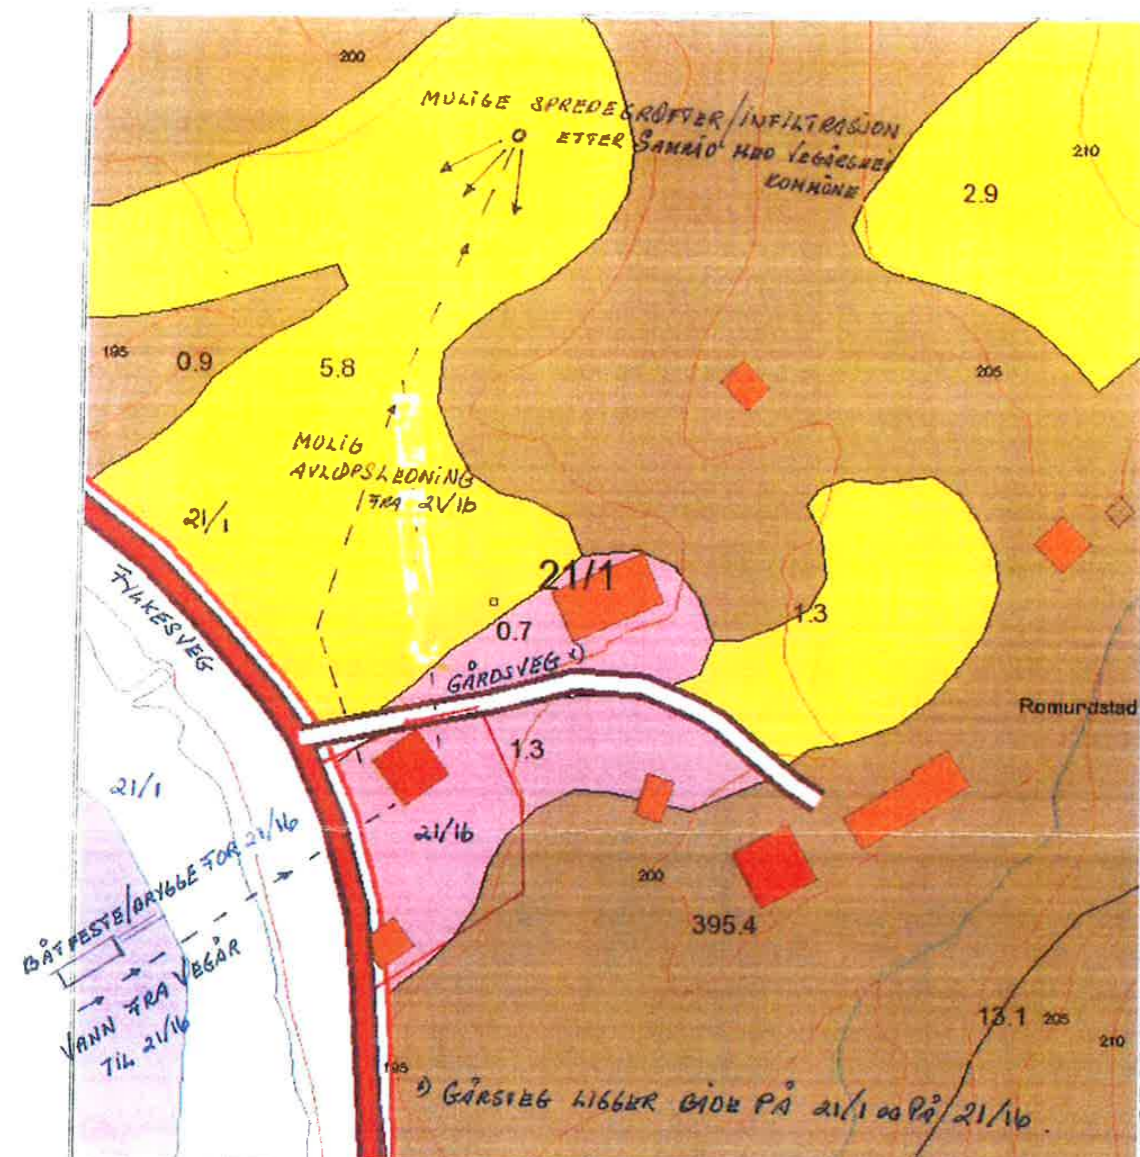 200
MULIGE SPREDEGRØFTER/INFILTRASJON
ETTER SAMRÅD MED VEGÅRSHEI
KOMMUNE
210
2.9
195
0.9
5.8
205
MULIG
AVLØPSLEDNING
FRA 21/16
21/1
21/1
1.3
FYLKESVEG
0.7
GÅRDSVEG *)
Romundstad
1.3
21/1
21/16
BÅTFESTE/BRYGGE FOR 21/16
200
395.4
VANN FRA VEGÅR
TIL 21/16
13.1
205
210
195
*) GÅRSVEG LIGGER BÅDE PÅ 21/1 OG PÅ 21/16.